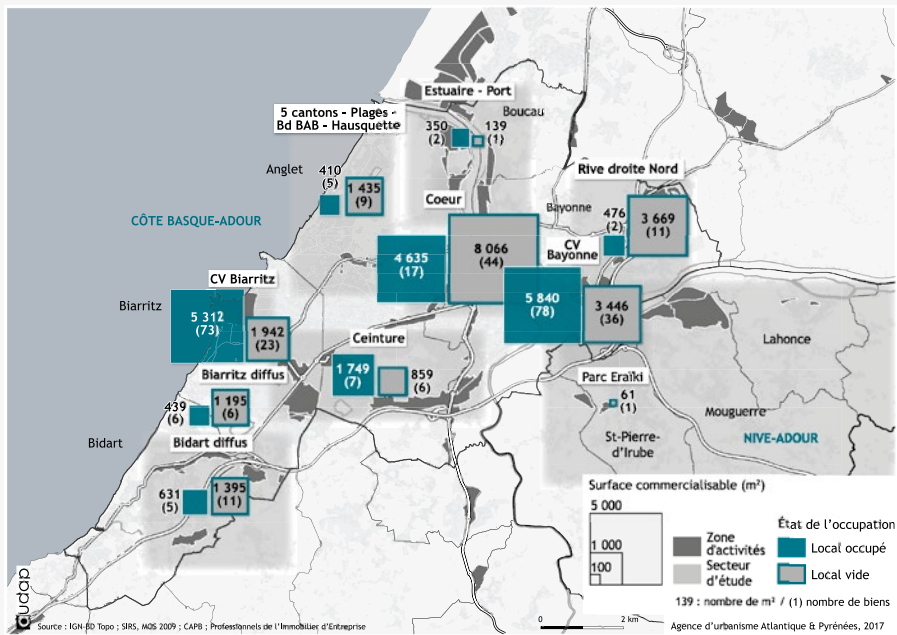 Estuaire - Port
5 cantons - Plages -
Bd BAB - Hausquette
Boucau
350
(2)
139
(1)
Anglet
410
(5)
1 435
(9)
Rive droite Nord
Coeur
Bayonne
476
(2)
3 669
(11)
CÔTE BASQUE-ADOUR
4 635
(17)
8 066
(44)
CV
Bayonne
CV Biarritz
Biarritz
5 312
(73)
1 942
(23)
5 840
(78)
3 446
(36)
Ceinture
Lahonce
1 749
(7)
859
(6)
Biarritz diffus
Parc Eraïki
439
(6)
1 195
(6)
61
(1)
Mouguerre
Bidart
Bidart diffus
St-Pierre-
d'Irube
NIVE-ADOUR
631
(5)
1 395
(11)
Surface commercialisable (m²)
5 000
1 000
100
Zone
d'activités
Secteur
d'étude
État de l'occupation
Local occupé
Local vide
139 : nombre de m² / (1) nombre de biens
0 2 km
audap
Source : IGN-BD Topo ; SIRS, MOS 2009 ; CAPB ; Professionnels de l'Immobilier d'Entreprise
Agence d'urbanisme Atlantique & Pyrénées, 2017